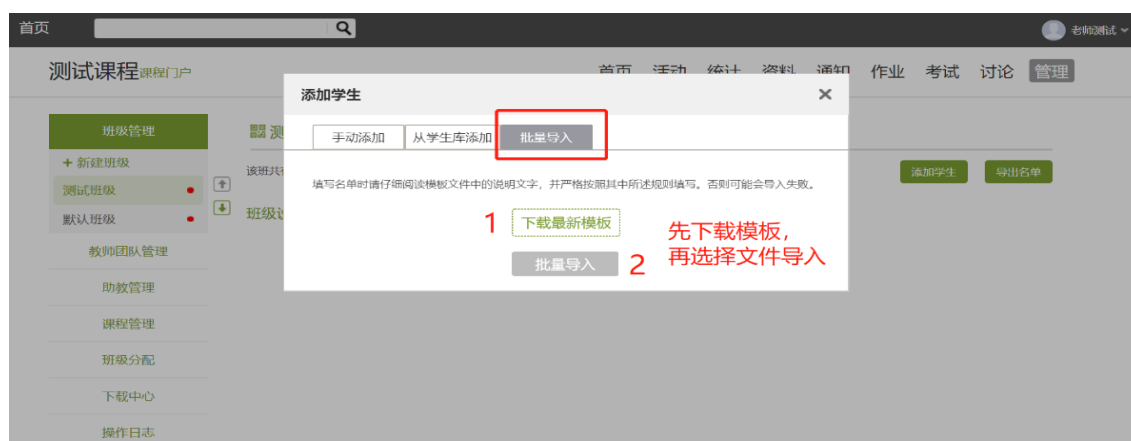 首页
老师测试
测试课程课程门户
首页 活动 统计 资料 通知 作业 考试 讨论 管理
添加学生
班级管理
手动添加 从学生库添加 批量导入
+ 新建班级
该班共
添加学生 导出名单
测试班级
填写名单时请仔细阅读模板文件中的说明文字，并严格按照其中所述规则填写。否则可能会导入失败。
默认班级
班级
1 下载最新模板
先下载模板，
再选择文件导入
批量导入 2
教师团队管理
助教管理
课程管理
班级分配
下载中心
操作日志